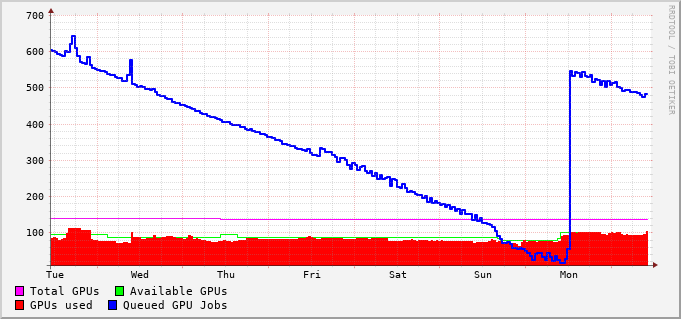 700
600
500
400
300
200
100
Tue Wed Thu Fri Sat Sun Mon
Total GPUs Available GPUs
GPUs used Queued GPU Jobs
RRDTOOL / TOBI OETIKER